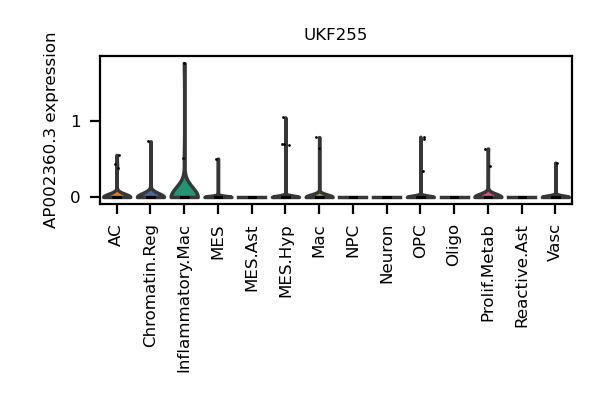 UKF255
AP002360.3 expression
1
0
AC
Chromatin.Reg
Inflammatory.Mac
MES
MES.Ast
MES.Hyp
Mac
NPC
Neuron
OPC
Oligo
Prolif.Metab
Reactive.Ast
Vasc